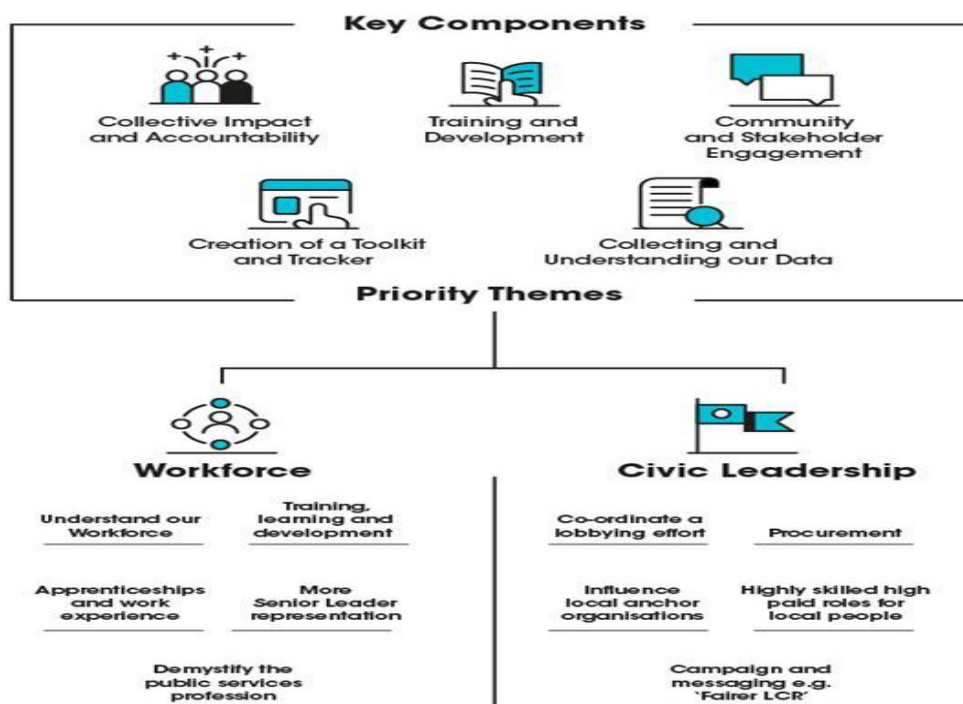 Key Components
Collective Impact
and Accountability
Training and
Development
Community
and Stakeholder
Engagement
Creation of a Toolkit
and Tracker
Collecting and
Understanding our Data
Priority Themes
Workforce
Civic Leadership
Understand our
Workforce
Training,
learning and
development
Co-ordinate a
lobbying effort
Procurement
Apprenticeships
and work
experience
More
Senior Leader
representation
Influence
local anchor
organisations
Highly skilled high
paid roles for
local people
Demystify the
public services
profession
Campaign and
messaging e.g.
'Fairer LCR'